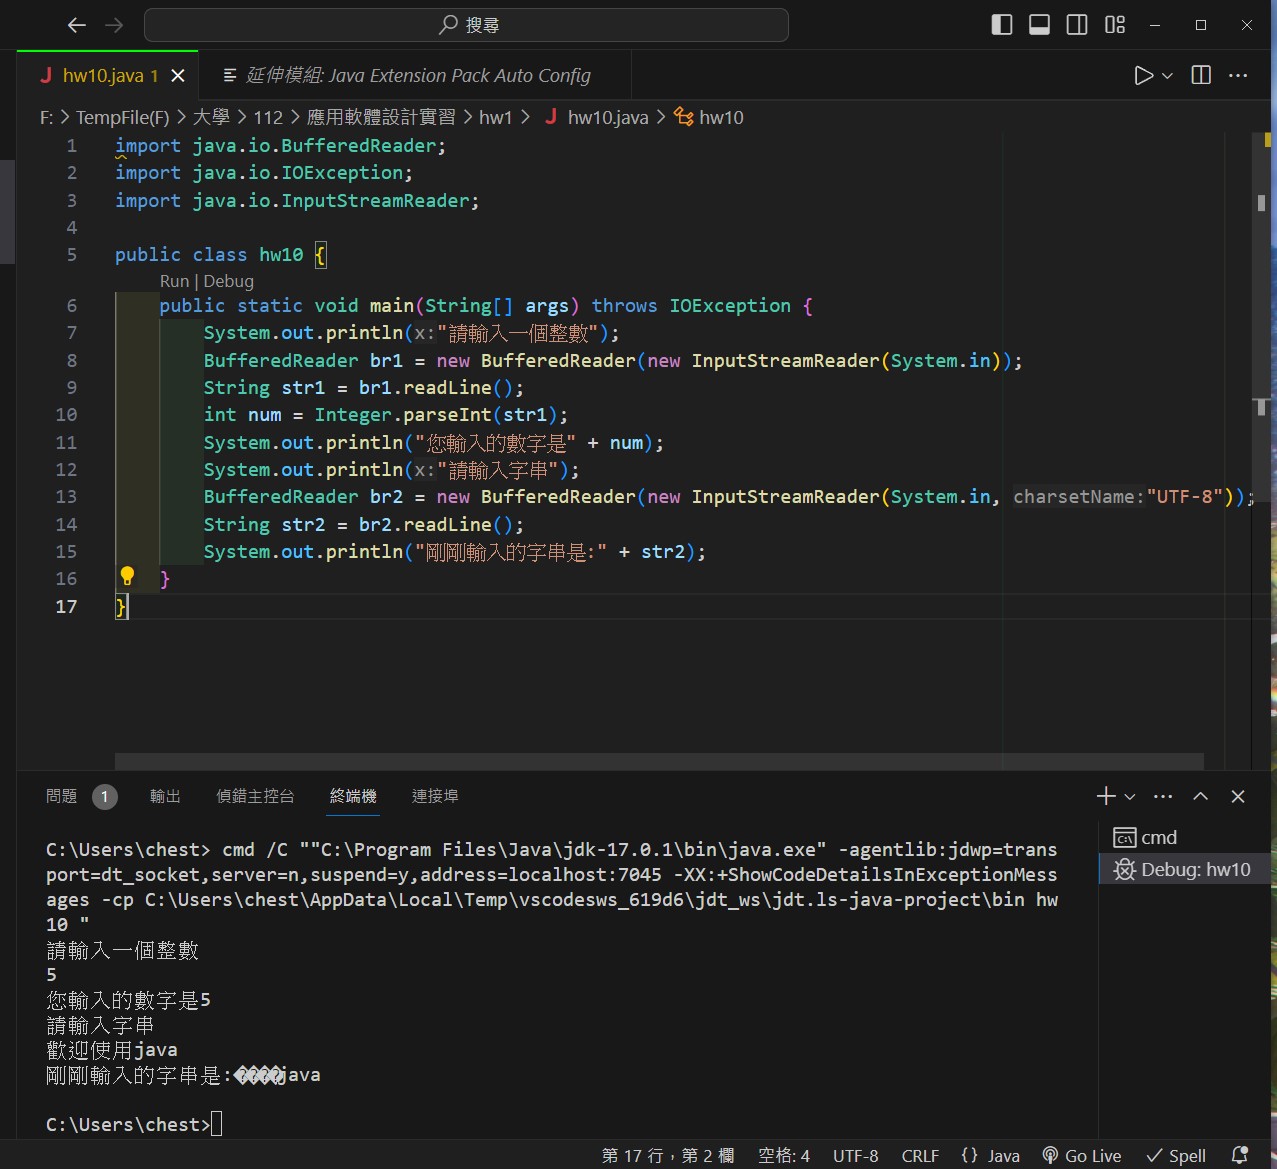 搜尋
hw10.java 1
延伸模組: Java Extension Pack Auto Config
F: > TempFile(F) > 大學 > 112 > 應用軟體設計實習 > hw1 > J hw10.java > hw10
1 import java.io.BufferedReader;
2 import java.io.IOException;
3 import java.io.InputStreamReader;
4
5 public class hw10 {
Run | Debug
6 public static void main(String[] args) throws IOException {
7 System.out.println(x:"請輸入一個整數");
8 BufferedReader br1 = new BufferedReader(new InputStreamReader(System.in));
9 String str1 = br1.readLine();
10 int num = Integer.parseInt(str1);
11 System.out.println("您輸入的數字是" + num);
12 System.out.println(x:"請輸入字串");
13 BufferedReader br2 = new BufferedReader(new InputStreamReader(System.in, charsetName:"UTF-8"));
14 String str2 = br2.readLine();
15 System.out.println("剛剛輸入的字串是:" + str2);
16 }
17 }
問題 1 輸出 偵錯主控台 終端機 連接埠
cmd
Debug: hw10
C:\Users\chest> cmd /C ""C:\Program Files\Java\jdk-17.0.1\bin\java.exe" -agentlib:jdwp=trans
port=dt_socket,server=n,suspend=y,address=localhost:7045 -XX:+ShowCodeDetailsInExceptionMess
ages -cp C:\Users\chest\AppData\Local\Temp\vscodesws_619d6\jdt_ws\jdt.ls-java-project\bin hw
10 "
請輸入一個整數
5
您輸入的數字是5
請輸入字串
歡迎使用java
剛剛輸入的字串是:����java
C:\Users\chest>
第 17 行，第 2 欄 空格: 4 UTF-8 CRLF {} Java Go Live Spell